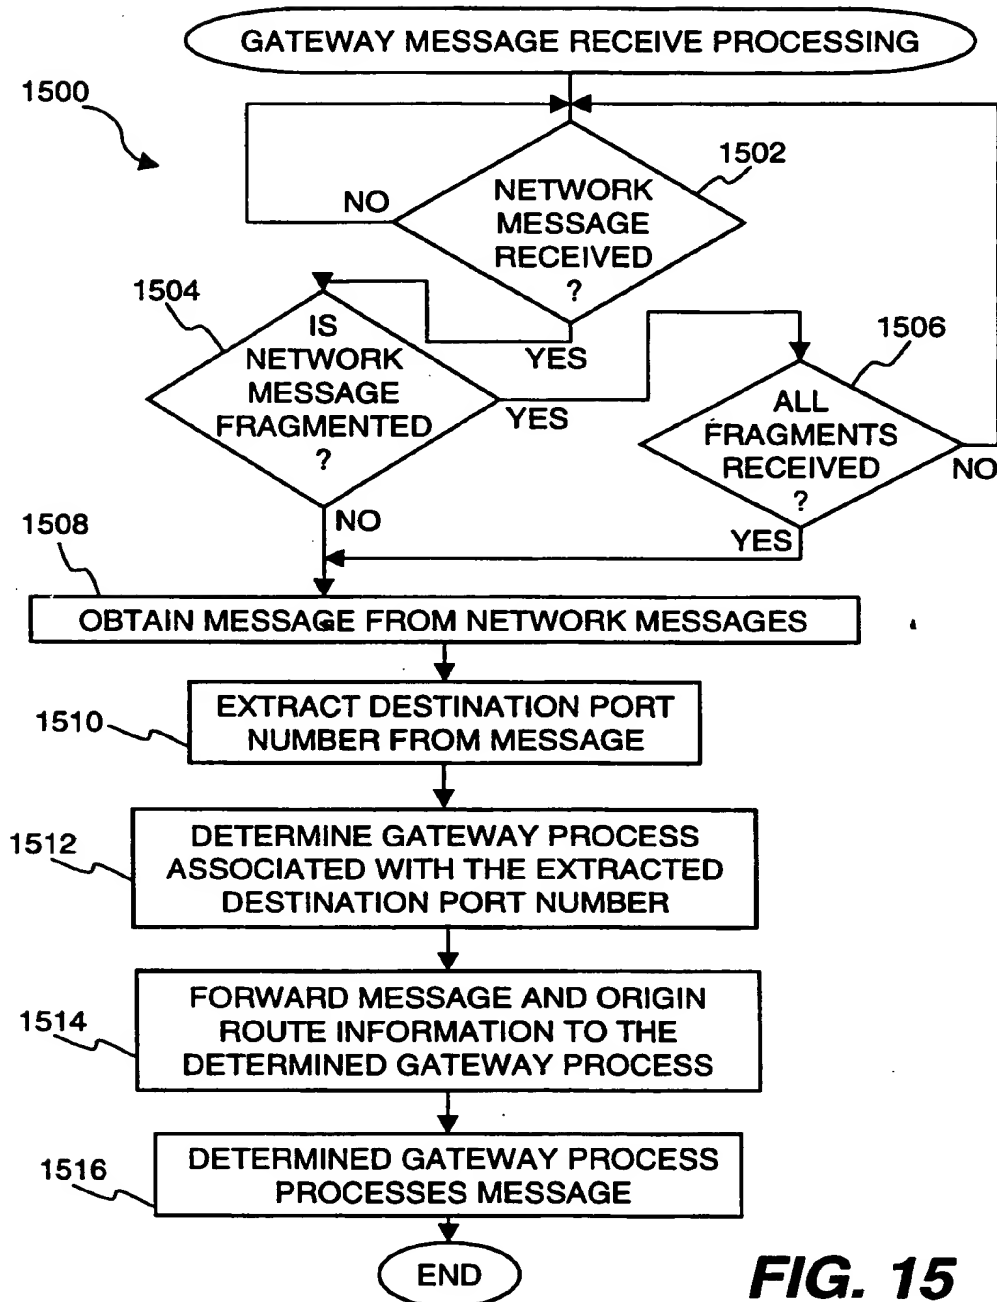 GATEWAY MESSAGE RECEIVE PROCESSING
1500
1502
NETWORK
MESSAGE
RECEIVED
?
NO
YES
1504
IS
NETWORK
MESSAGE
FRAGMENTED
?
YES
NO
1506
ALL
FRAGMENTS
RECEIVED
?
NO
YES
1508
OBTAIN MESSAGE FROM NETWORK MESSAGES
1510
EXTRACT DESTINATION PORT
NUMBER FROM MESSAGE
1512
DETERMINE GATEWAY PROCESS
ASSOCIATED WITH THE EXTRACTED
DESTINATION PORT NUMBER
1514
FORWARD MESSAGE AND ORIGIN
ROUTE INFORMATION TO THE
DETERMINED GATEWAY PROCESS
1516
DETERMINED GATEWAY PROCESS
PROCESSES MESSAGE
END
FIG. 15